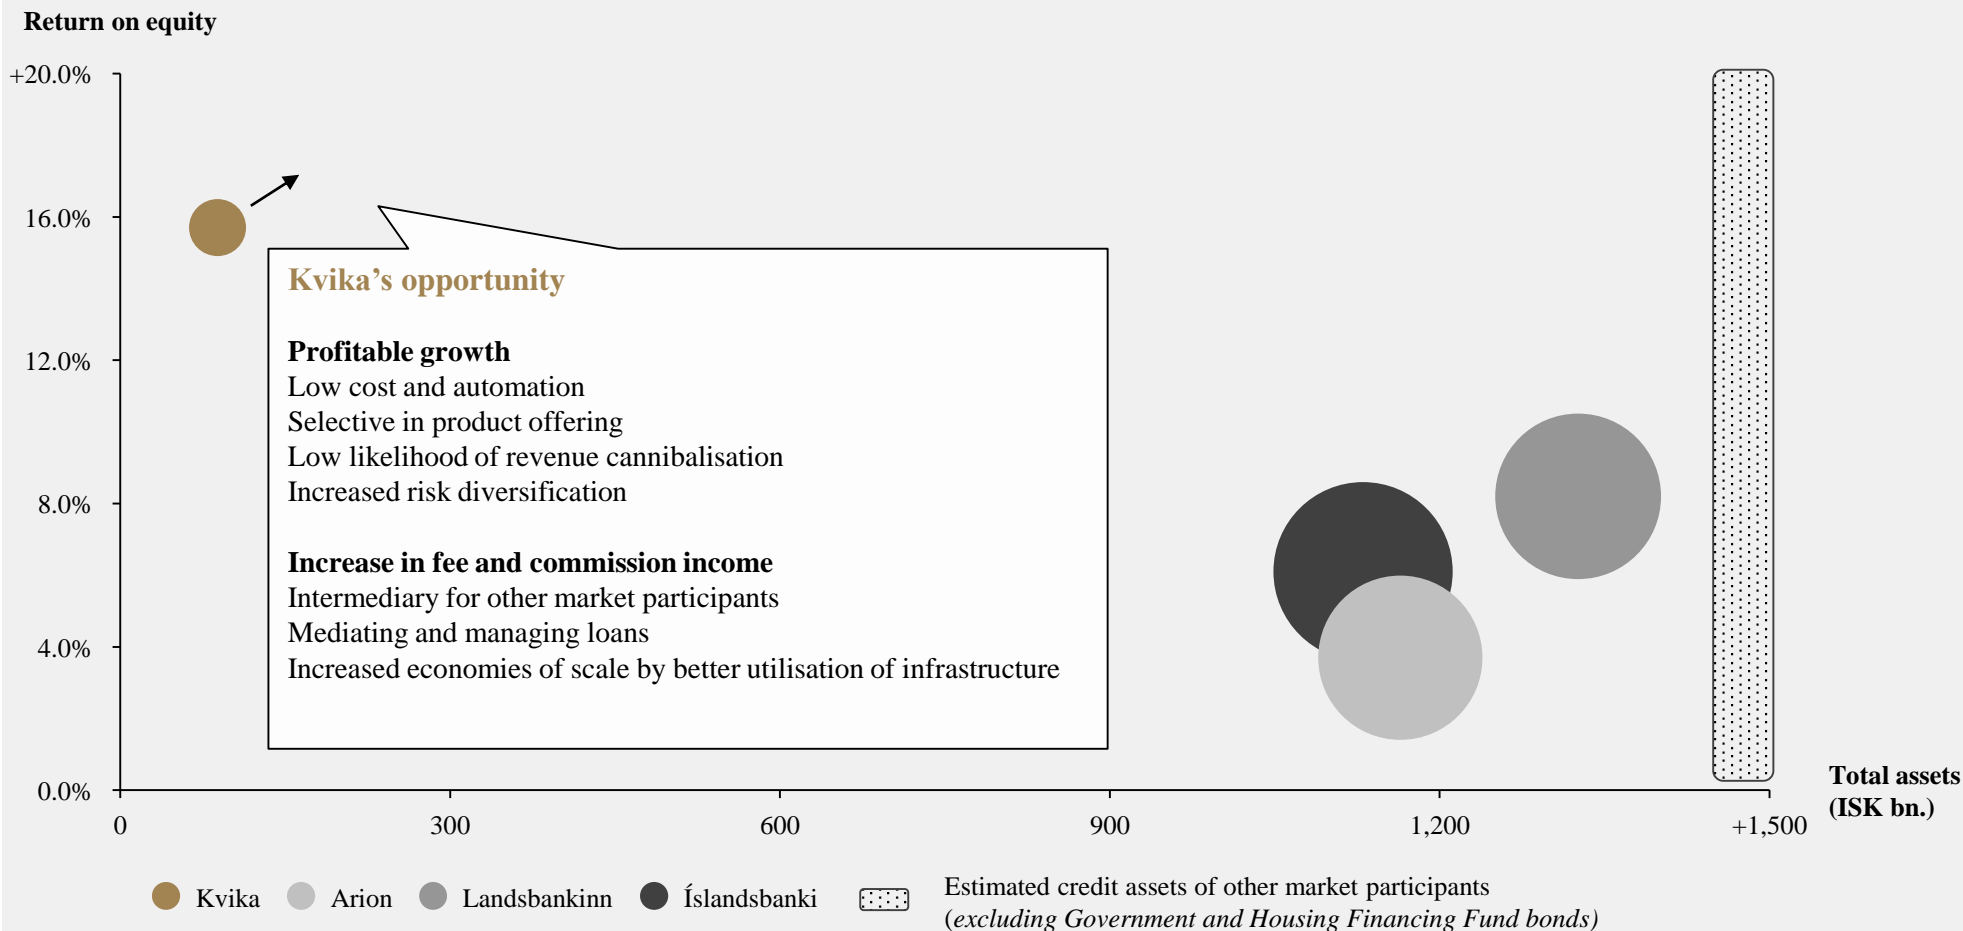 Return on equity
+20.0%
16.0%
12.0%
8.0%
4.0%
0.0%
Kvika’s opportunity
Profitable growth
Low cost and automation
Selective in product offering
Low likelihood of revenue cannibalisation
Increased risk diversification
Increase in fee and commission income
Intermediary for other market participants
Mediating and managing loans
Increased economies of scale by better utilisation of infrastructure
0
300
600
900
1,200
+1,500
Total assets
(ISK bn.)
Kvika
Arion
Landsbankinn
Íslandsbanki
Estimated credit assets of other market participants
(excluding Government and Housing Financing Fund bonds)